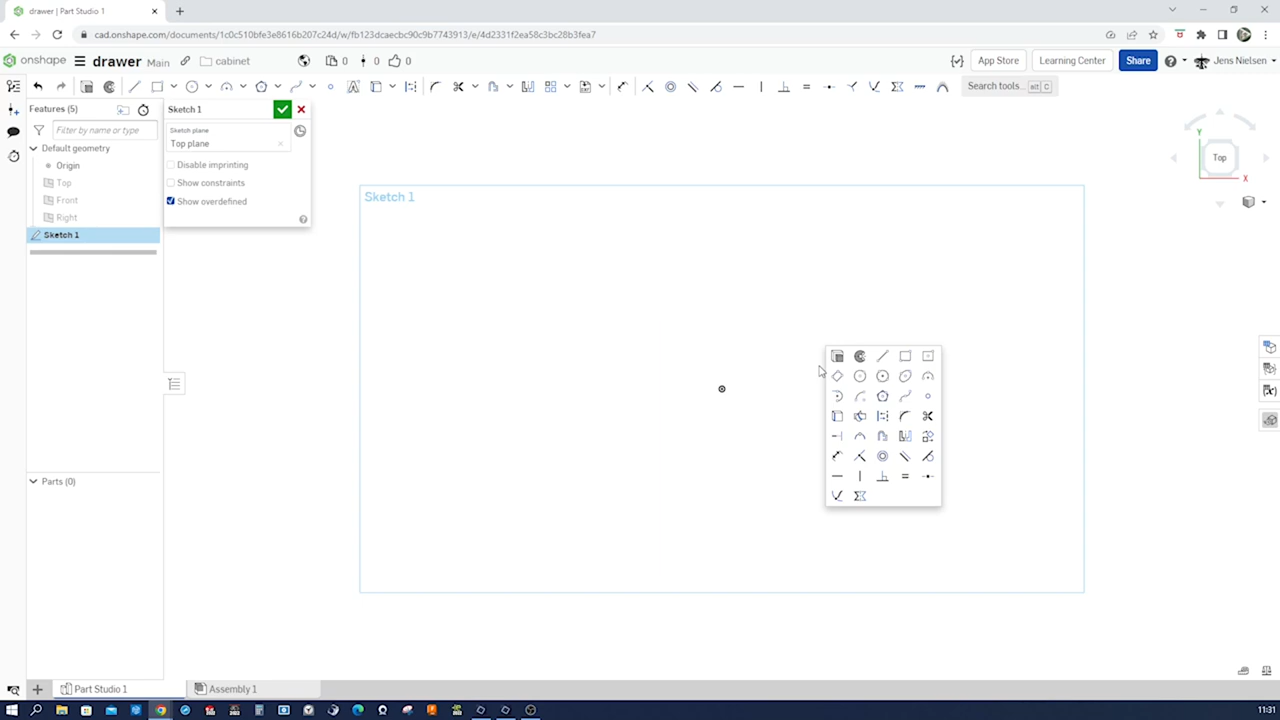 drawer | Part Studio 1
cad.onshape.com/documents/1c0c510bfe3e8616b207c24d/w/fb123dcaecbc90c9b7743913/e/4d2331f2ea58c3bc28b3fea7
onshape drawer Main cabinet 0 0 0 App Store Learning Center Share Jens Nielsen
Search tools... alt C
Features (5)
Filter by name or type
Default geometry
Origin
Top
Front
Right
Sketch 1
Sketch 1
Sketch plane
Top plane
Disable imprinting
Show constraints
Show overdefined
Sketch 1
Y
Top
X
Parts (0)
Part Studio 1
Assembly 1
11:31